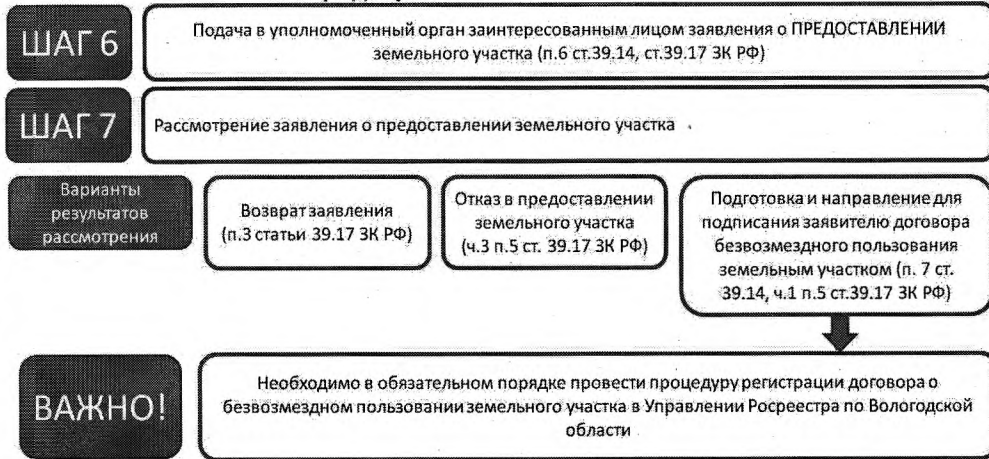 ШАГ 6
Подача в уполномоченный орган заинтересованным лицом заявления о ПРЕДОСТАВЛЕНИИ
земельного участка (п.6 ст.39.14, ст.39.17 ЗК РФ)
ШАГ 7
Рассмотрение заявления о предоставлении земельного участка
Варианты
результатов
рассмотрения
Возврат заявления
(п.3 статьи 39.17 ЗК РФ)
Отказ в предоставлении
земельного участка
(ч.3 п.5 ст. 39.17 ЗК РФ)
Подготовка и направление для
подписания заявителю договора
безвозмездного пользования
земельным участком (п. 7 ст.
39.14, ч.1 п.5 ст.39.17 ЗК РФ)
ВАЖНО!
Необходимо в обязательном порядке провести процедуру регистрации договора о
безвозмездном пользовании земельного участка в Управлении Росреестра по Вологодской
области